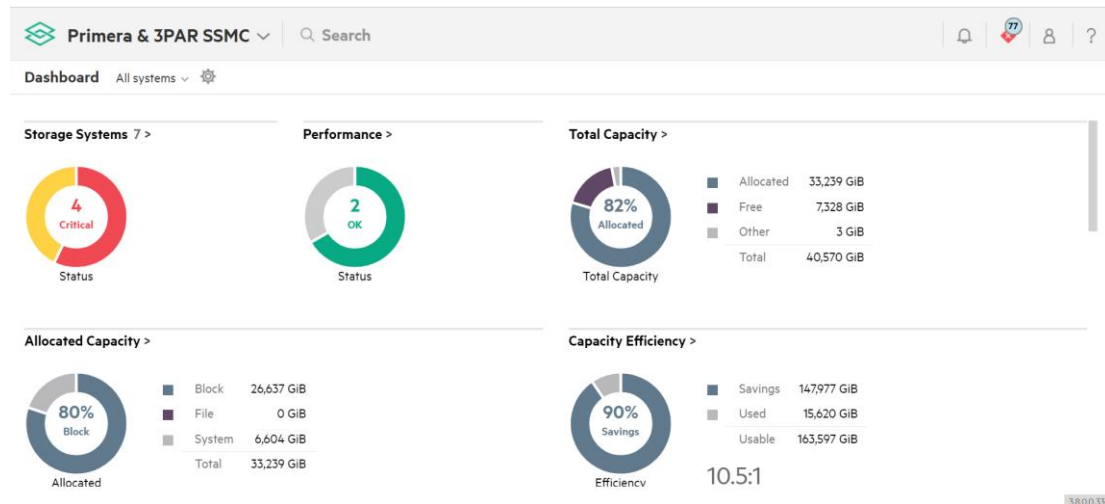 Primera & 3PAR SSMC
Search
77
?
Dashboard All systems
Storage Systems 7 >
4
Critical
Status
Performance >
2
OK
Status
Total Capacity >
82%
Allocated
Total Capacity
Allocated 33,239 GiB
Free 7,328 GiB
Other 3 GiB
Total 40,570 GiB
Allocated Capacity >
80%
Block
Allocated
Block 26,637 GiB
File 0 GiB
System 6,604 GiB
Total 33,239 GiB
Capacity Efficiency >
90%
Savings
Efficiency
Savings 147,977 GiB
Used 15,620 GiB
Usable 163,597 GiB
10.5:1